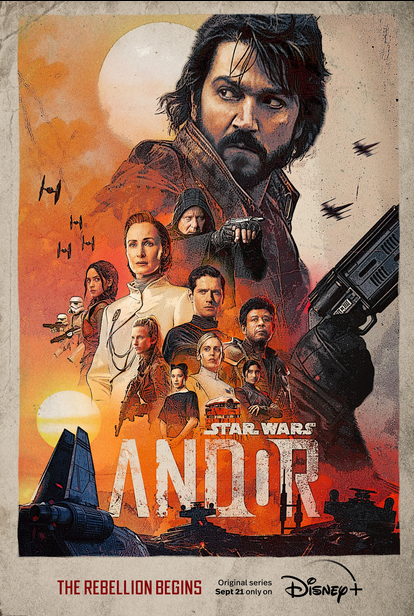 STAR WARS
ANDOR
THE REBELLION BEGINS
Original series
Sept 21 only on
Disney+